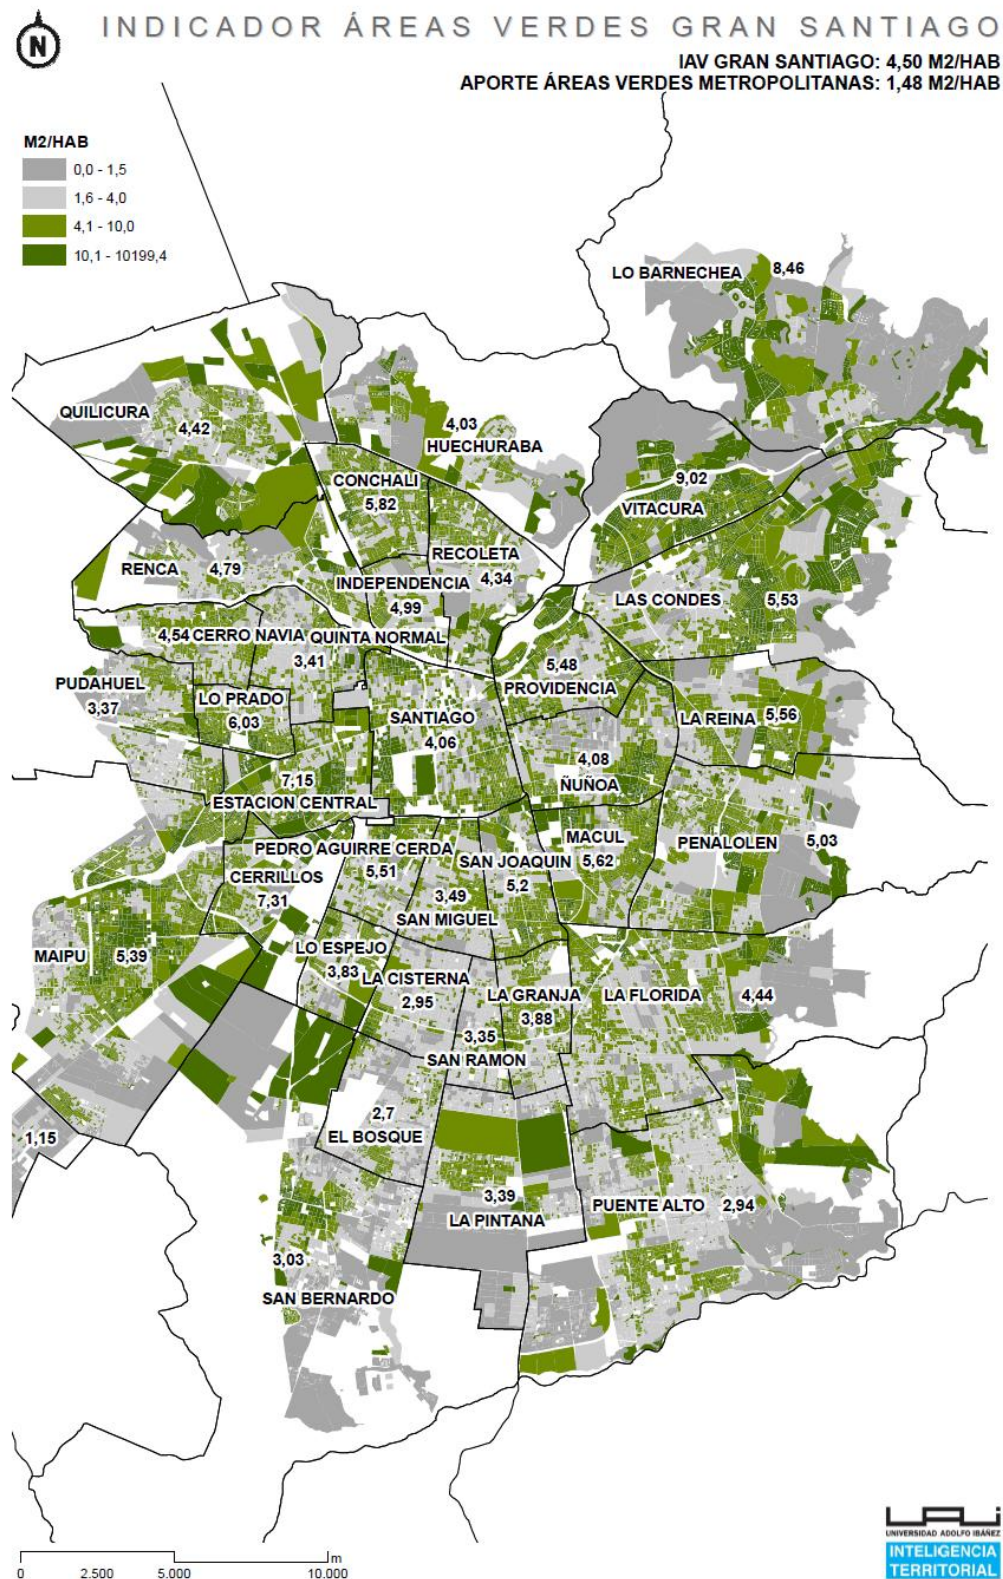 INDICADOR ÁREAS VERDES GRAN SANTIAGO
N
IAV GRAN SANTIAGO: 4,50 M2/HAB
APORTE ÁREAS VERDES METROPOLITANAS: 1,48 M2/HAB
M2/HAB
0,0 - 1,5
1,6 - 4,0
4,1 - 10,0
10,1 - 10199,4
LO BARNECHEA 8,46
QUILICURA
4,42
4,03
HUECHURABA
CONCHALI
5,82
9,02
VITACURA
RECOLETA
4,34
RENCA 4,79
INDEPENDENCIA
4,99
LAS CONDES 5,53
4,54 CERRO NAVIA
QUINTA NORMAL
3,41
5,48
PROVIDENCIA
PUDAHUEL
3,37
LO PRADO
6,03
SANTIAGO
4,06
LA REINA 5,56
4,08
ÑUÑOA
7,15
ESTACION CENTRAL
MACUL
5,62
PENALOLEN 5,03
PEDRO AGUIRRE CERDA
5,51
SAN JOAQUIN
5,2
CERRILLOS
7,31
3,49
SAN MIGUEL
MAIPU 5,39
LO ESPEJO
3,83
LA CISTERNA
2,95
LA GRANJA
3,88
LA FLORIDA 4,44
3,35
SAN RAMON
2,7
EL BOSQUE
1,15
3,39
LA PINTANA
PUENTE ALTO 2,94
3,03
SAN BERNARDO
UAI
UNIVERSIDAD ADOLFO IBÁÑEZ
INTELIGENCIA
TERRITORIAL
m
0 2.500 5.000 10.000